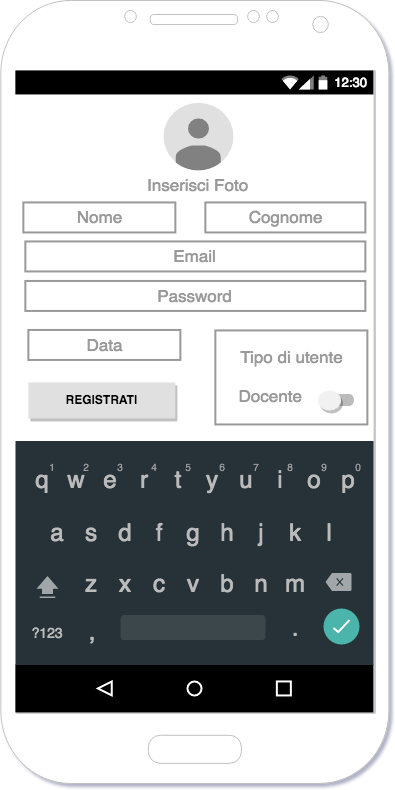 12:30
Inserisci Foto
Nome Cognome
Email
Password
Data
Tipo di utente
Docente
REGISTRATI
1 2 3 4 5 6 7 8 9 0
q w e r t y u i o p
a s d f g h j k l
z x c v b n m
?123 , .